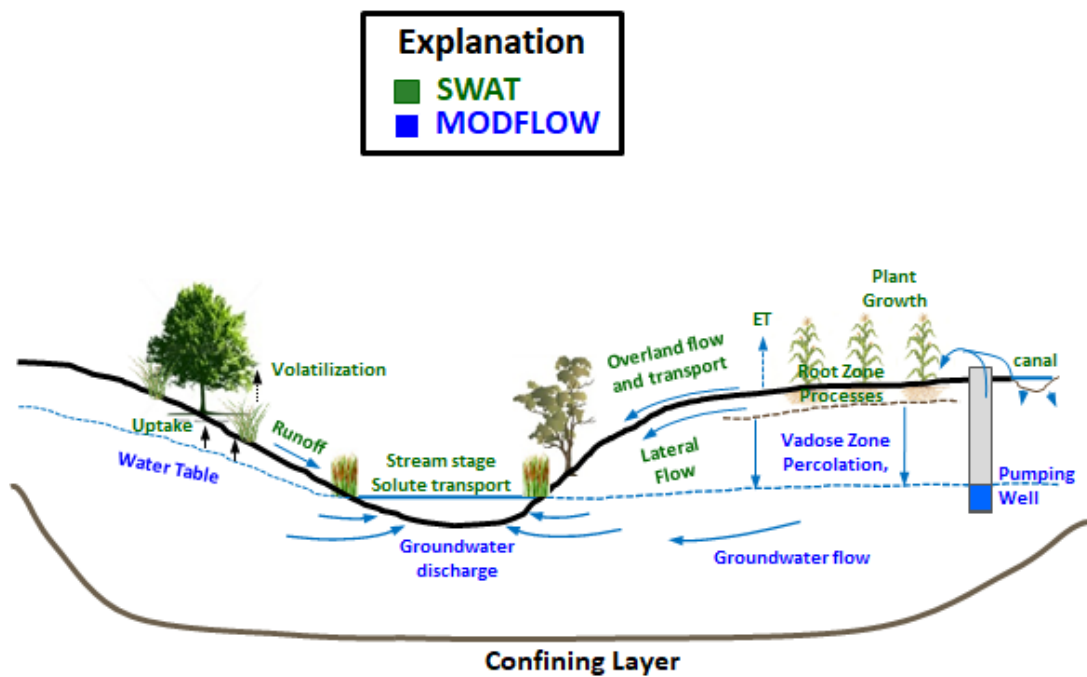 Explanation
SWAT
MODFLOW
Plant
Growth
ET
Volatilization
Overland flow
and transport
canal
Root Zone
Processes
Uptake
Runoff
Water Table
Lateral
Flow
Vadose Zone
Percolation,
Stream stage
Solute transport
Pumping
Well
Groundwater
discharge
Groundwater flow
Confining Layer